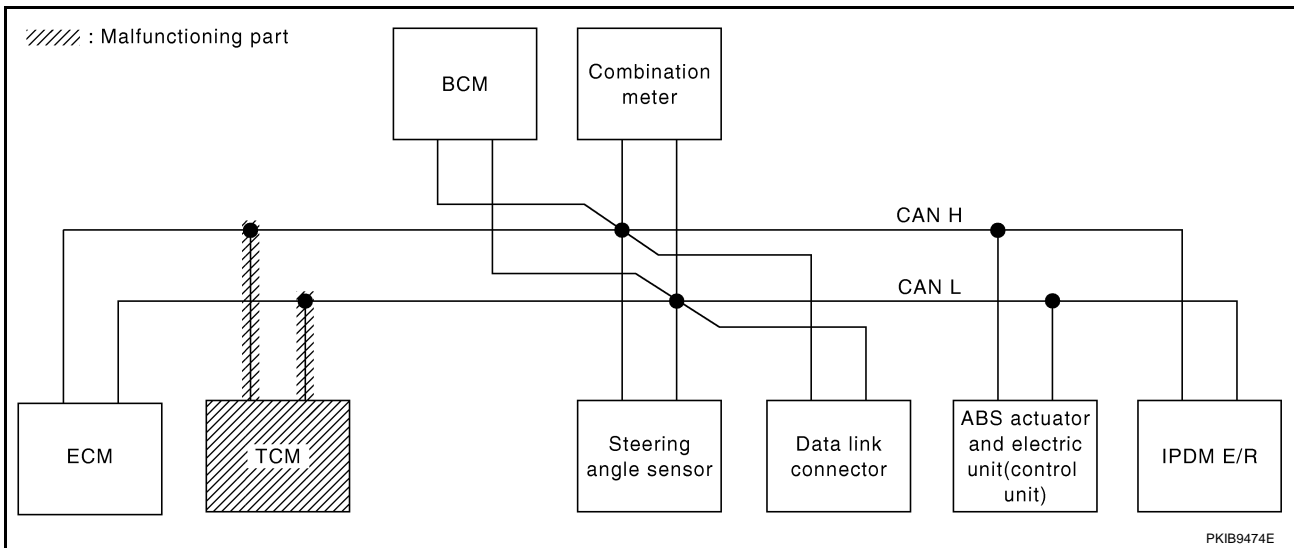 : Malfunctioning part
BCM
Combination
meter
CAN H
CAN L
ECM
TCM
Steering
angle sensor
Data link
connector
ABS actuator
and electric
unit(control
unit)
IPDM E/R
PKIB9474E